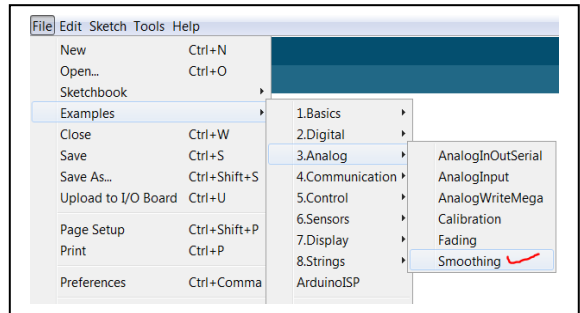 File Edit Sketch Tools Help
New Ctrl+N
Open... Ctrl+O
Sketchbook
Examples
Close Ctrl+W
Save Ctrl+S
Save As... Ctrl+Shift+S
Upload to I/O Board Ctrl+U
Page Setup Ctrl+Shift+P
Print Ctrl+P
Preferences Ctrl+Comma
1.Basics
2.Digital
3.Analog
4.Communication
5.Control
6.Sensors
7.Display
8.Strings
ArduinoISP
AnalogInOutSerial
AnalogInput
AnalogWriteMega
Calibration
Fading
Smoothing